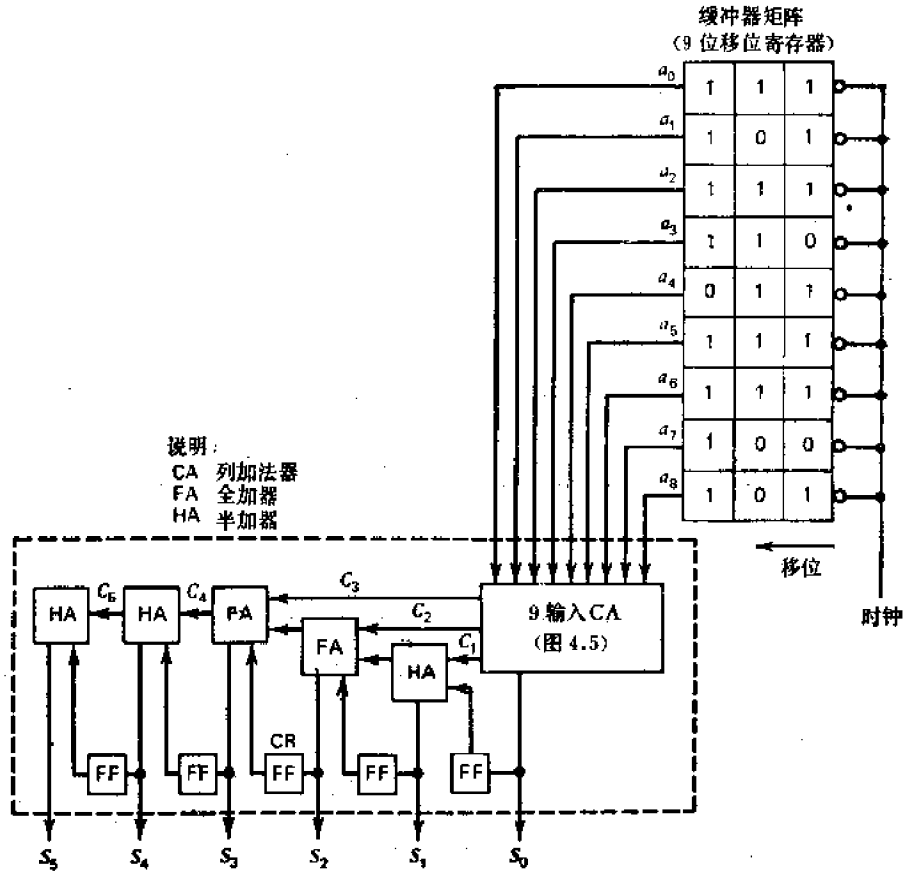 缓冲器矩阵
（9 位移位寄存器）
a₀ 1 1 1
a₁ 1 0 1
a₂ 1 1 1
a₃ 1 1 0
a₄ 0 1 1
a₅ 1 1 1
a₆ 1 1 1
a₇ 1 0 0
a₈ 1 0 1
移位
时钟
说明：
CA 列加法器
FA 全加器
HA 半加器
C₃
9 输入 CA
（图 4.5）
C₂
C₁
HA C₅ HA C₄ FA
FA
HA
CR
FF FF FF FF FF
S₅ S₄ S₃ S₂ S₁ S₀